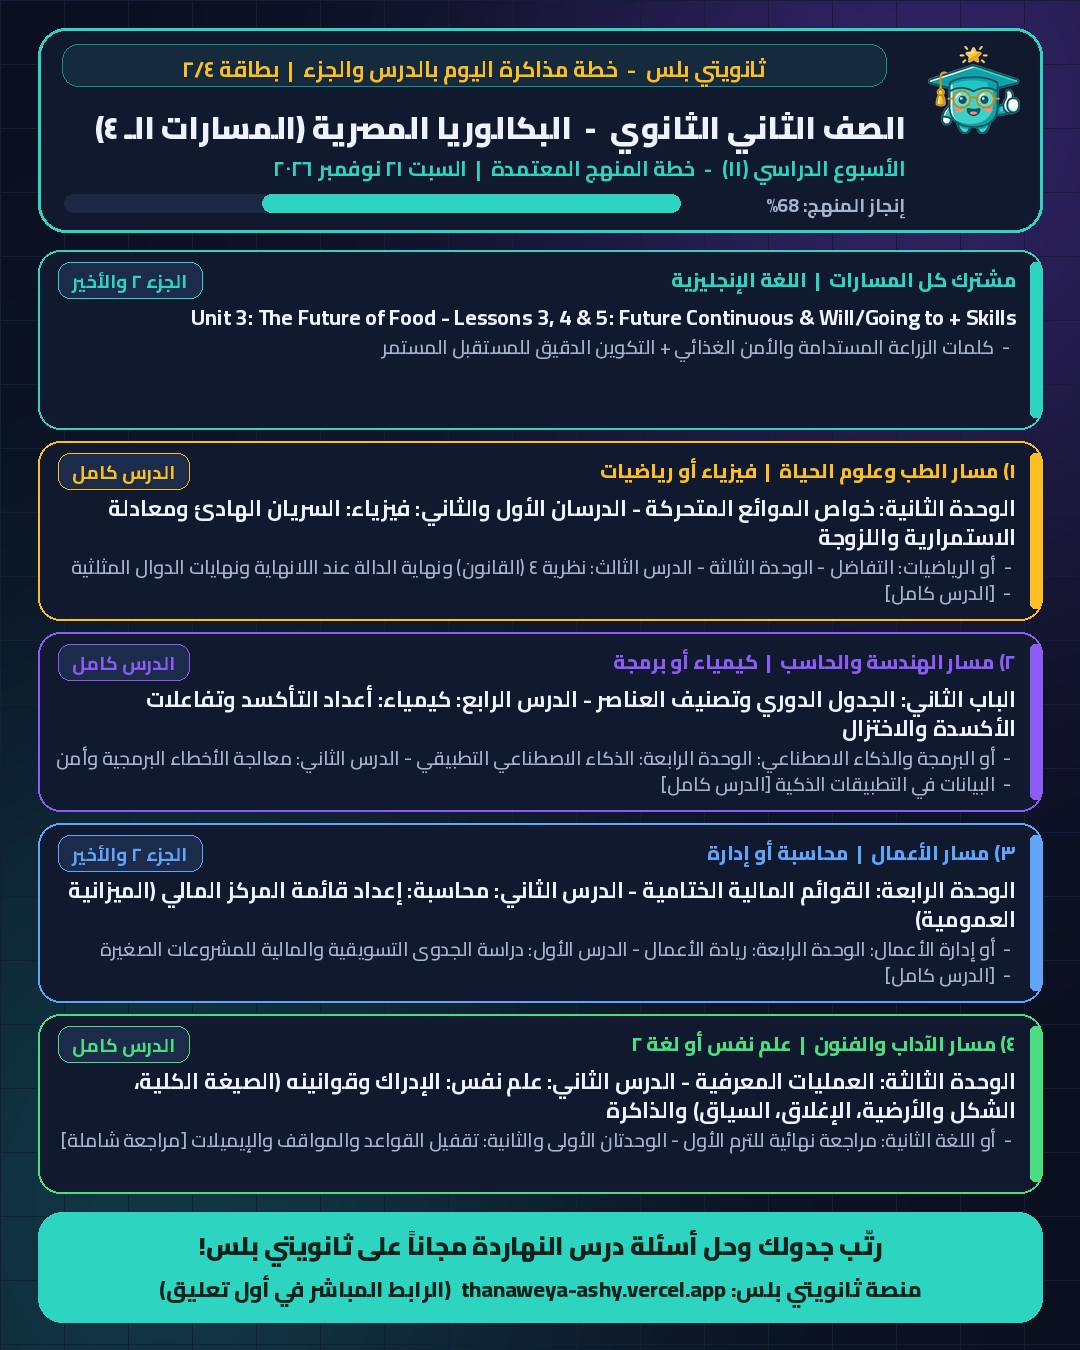 ثانويتي بلس - خطة مذاكرة اليوم بالدرس والجزء | بطاقة ٢/٤
الصف الثاني الثانوي - البكالوريا المصرية (المسارات الـ ٤)
الأسبوع الدراسي (١١) - خطة المنهج المعتمدة | السبت ٢١ نوفمبر ٢٠٢٦
إنجاز المنهج: 68%
مشترك كل المسارات | اللغة الإنجليزية
الجزء ٢ والأخير
Unit 3: The Future of Food - Lessons 3, 4 & 5: Future Continuous & Will/Going to + Skills
- كلمات الزراعة المستدامة والأمن الغذائي + التكوين الدقيق للمستقبل المستمر
١) مسار الطب وعلوم الحياة | فيزياء أو رياضيات
الدرس كامل
الوحدة الثانية: خواص الموائع المتحركة - الدرسان الأول والثاني: فيزياء: السريان الهادئ ومعادلة
الاستمرارية واللزوجة
- أو الرياضيات: التفاضل - الوحدة الثالثة - الدرس الثالث: نظرية ٤ (القانون) ونهاية الدالة عند اللانهاية ونهايات الدوال المثلثية
- [الدرس كامل]
٢) مسار الهندسة والحاسب | كيمياء أو برمجة
الدرس كامل
الباب الثاني: الجدول الدوري وتصنيف العناصر - الدرس الرابع: كيمياء: أعداد التأكسد وتفاعلات
الأكسدة والاختزال
- أو البرمجة والذكاء الاصطناعي: الوحدة الرابعة: الذكاء الاصطناعي التطبيقي - الدرس الثاني: معالجة الأخطاء البرمجية وأمن
- البيانات في التطبيقات الذكية [الدرس كامل]
٣) مسار الأعمال | محاسبة أو إدارة
الجزء ٢ والأخير
الوحدة الرابعة: القوائم المالية الختامية - الدرس الثاني: محاسبة: إعداد قائمة المركز المالي (الميزانية
العمومية)
- أو إدارة الأعمال: الوحدة الرابعة: ريادة الأعمال - الدرس الأول: دراسة الجدوى التسويقية والمالية للمشروعات الصغيرة
- [الدرس كامل]
٤) مسار الآداب والفنون | علم نفس أو لغة ٢
الدرس كامل
الوحدة الثالثة: العمليات المعرفية - الدرس الثاني: علم نفس: الإدراك وقوانينه (الصيغة الكلية،
الشكل والأرضية، الإغلاق، السياق) والذاكرة
- أو اللغة الثانية: مراجعة نهائية للترم الأول - الوحدتان الأولى والثانية: تقفيل القواعد والمواقف والإيميلات [مراجعة شاملة]
رتّب جدولك وحل أسئلة درس النهاردة مجاناً على ثانويتي بلس!
منصة ثانويتي بلس: thanaweya-ashy.vercel.app (الرابط المباشر في أول تعليق)